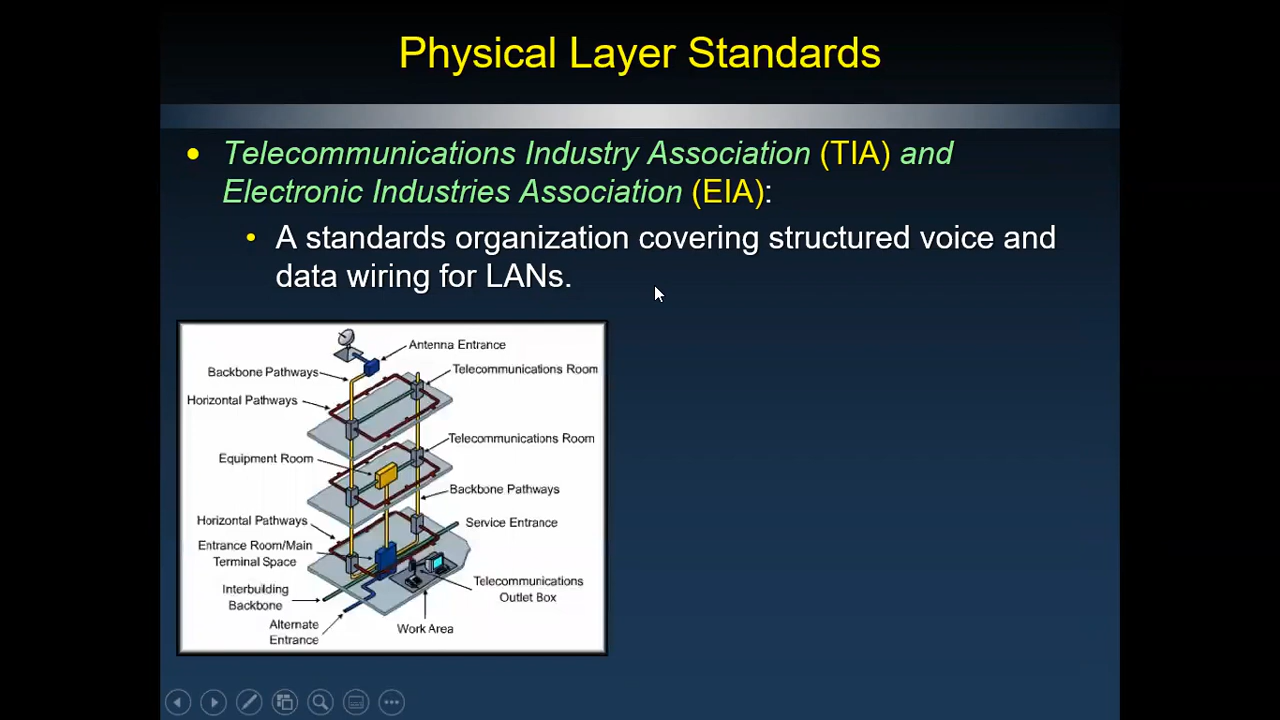 Physical Layer Standards
• Telecommunications Industry Association (TIA) and
Electronic Industries Association (EIA):
• A standards organization covering structured voice and
data wiring for LANs.
Antenna Entrance
Backbone Pathways
Telecommunications Room
Horizontal Pathways
Telecommunications Room
Equipment Room
Backbone Pathways
Horizontal Pathways
Service Entrance
Entrance Room/Main
Terminal Space
Telecommunications
Outlet Box
Interbuilding
Backbone
Alternate
Entrance
Work Area